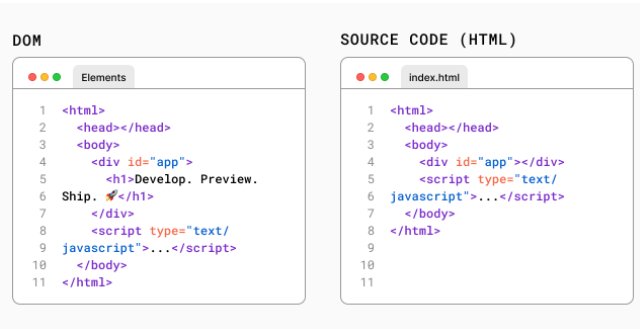 DOM
Elements
1 <html>
2   <head></head>
3   <body>
4     <div id="app">
5       <h1>Develop. Preview.
6 Ship. 🚀</h1>
7     </div>
8     <script type="text/
9 javascript">...</script>
10   </body>
11 </html>
SOURCE CODE (HTML)
index.html
1 <html>
2   <head></head>
3   <body>
4     <div id="app"></div>
5     <script type="text/
6 javascript">...</script>
7   </body>
8 </html>
9
10
11